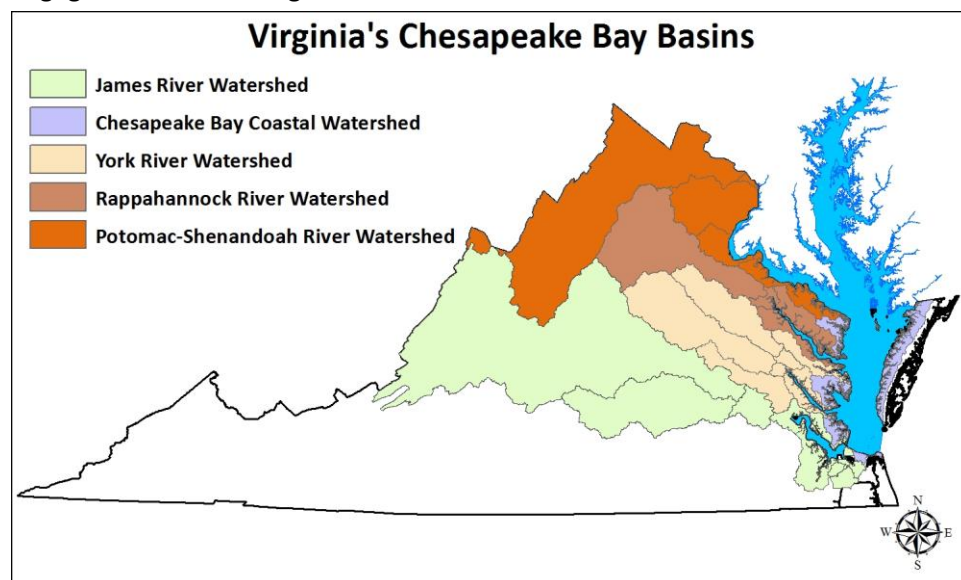 Virginia's Chesapeake Bay Basins
James River Watershed
Chesapeake Bay Coastal Watershed
York River Watershed
Rappahannock River Watershed
Potomac-Shenandoah River Watershed
N
W E
S